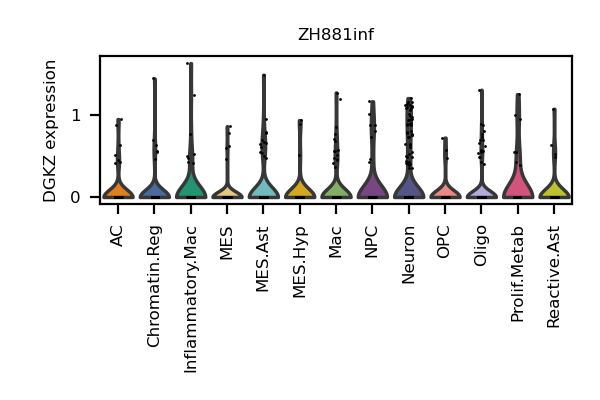 ZH881inf
DGKZ expression
1
0
AC
Chromatin.Reg
Inflammatory.Mac
MES
MES.Ast
MES.Hyp
Mac
NPC
Neuron
OPC
Oligo
Prolif.Metab
Reactive.Ast